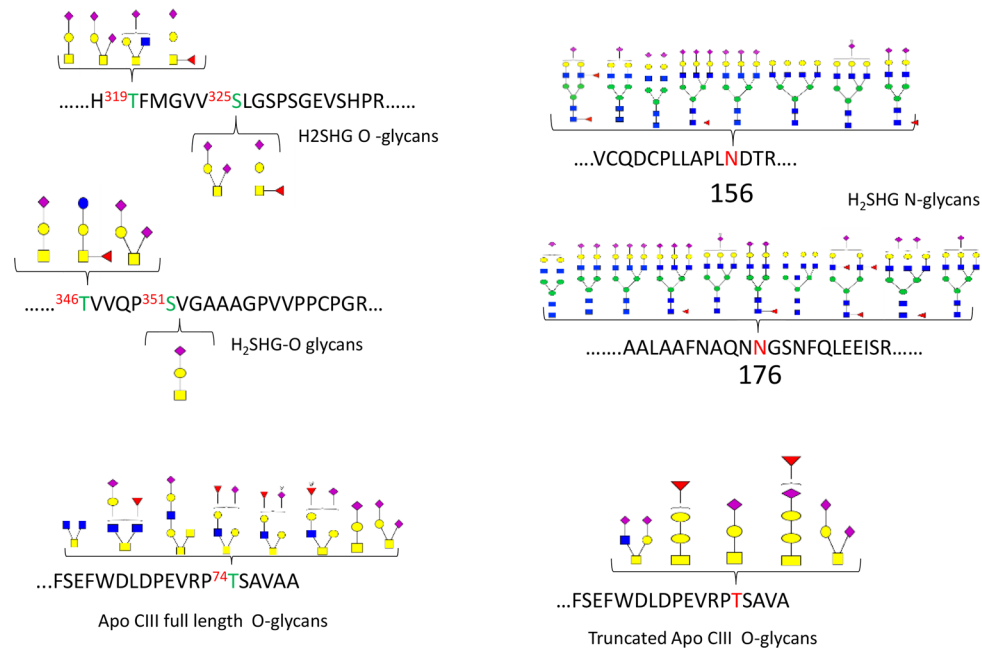 ……H319TFMGVV325SLGSPSGEVSHPR……
H2SHG O -glycans
……346TVVQP351SVGAAAGPVVPPCPGR…
H2SHG-O glycans
….VCQDCPLLAPLNDTR….
156
H2SHG N-glycans
…….AALAAFNAQNNGSNFQLEEISR……
176
…FSEFWDLDPEVRP74TSAVAA
Apo CIII full length O-glycans
…FSEFWDLDPEVRPTSAVA
Truncated Apo CIII O-glycans